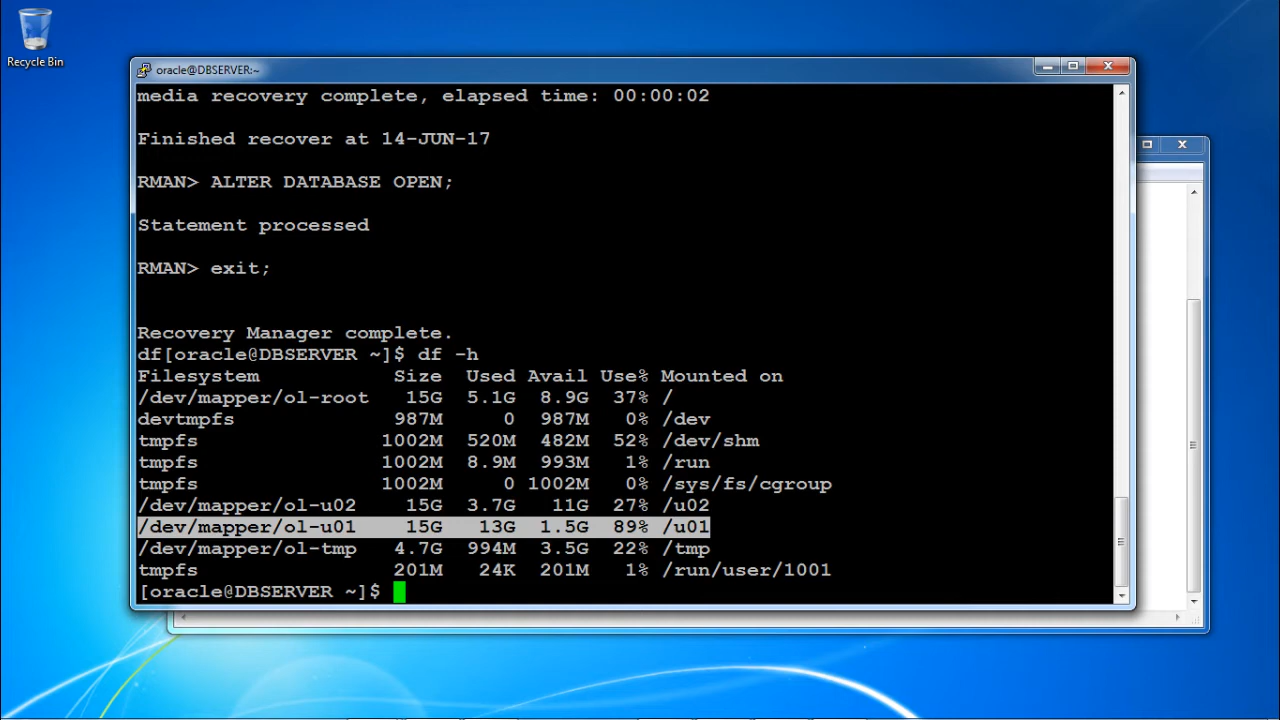 Recycle Bin
oracle@DBSERVER:~
media recovery complete, elapsed time: 00:00:02
Finished recover at 14-JUN-17
RMAN> ALTER DATABASE OPEN;
Statement processed
RMAN> exit;
Recovery Manager complete.
df[oracle@DBSERVER ~]$ df -h
Filesystem Size Used Avail Use% Mounted on
/dev/mapper/ol-root 15G 5.1G 8.9G 37% /
devtmpfs 987M 0 987M 0% /dev
tmpfs 1002M 520M 482M 52% /dev/shm
tmpfs 1002M 8.9M 993M 1% /run
tmpfs 1002M 0 1002M 0% /sys/fs/cgroup
/dev/mapper/ol-u02 15G 3.7G 11G 27% /u02
/dev/mapper/ol-u01 15G 13G 1.5G 89% /u01
/dev/mapper/ol-tmp 4.7G 994M 3.5G 22% /tmp
tmpfs 201M 24K 201M 1% /run/user/1001
[oracle@DBSERVER ~]$